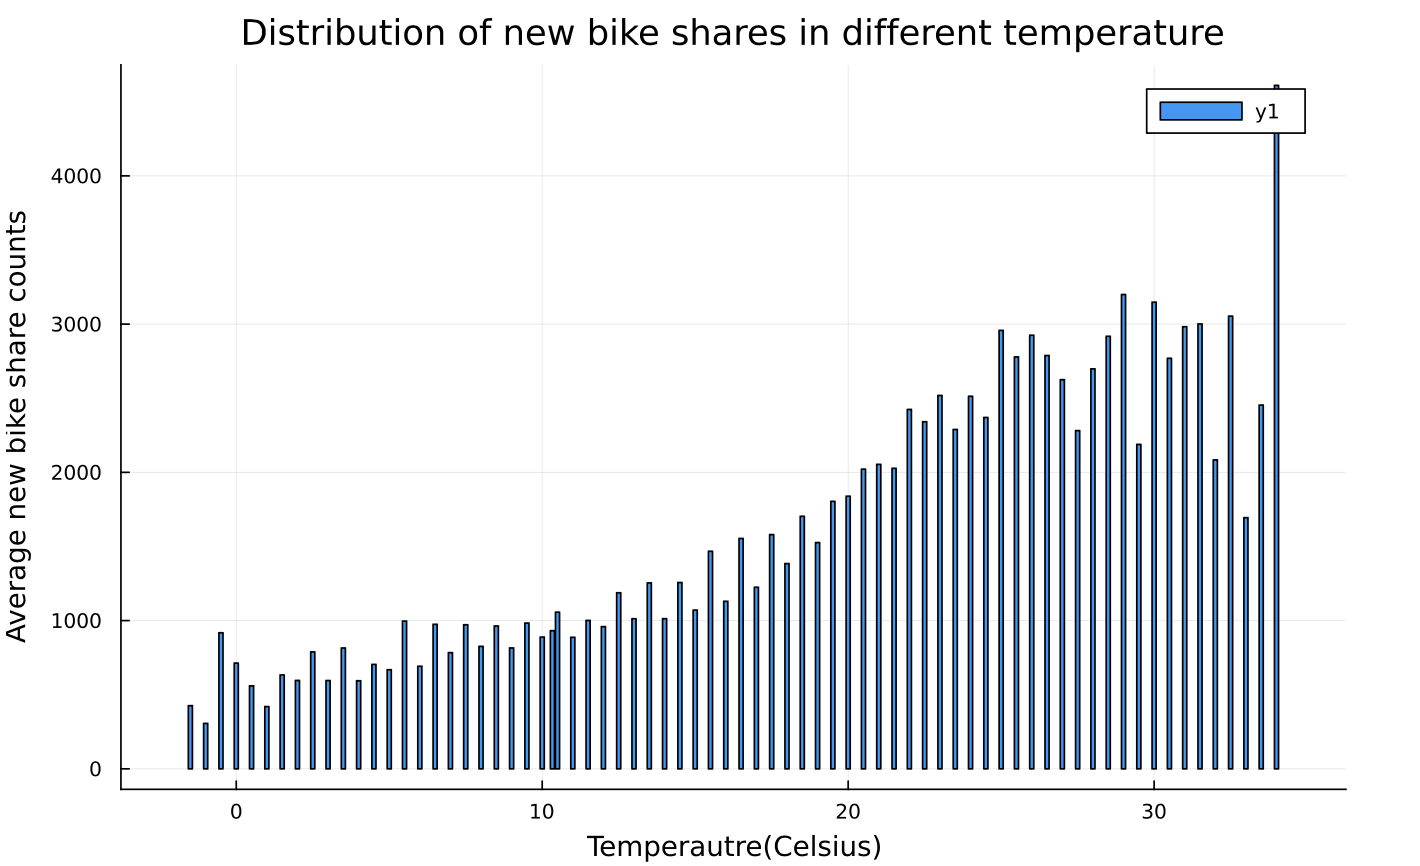 Distribution of new bike shares in different temperature
y1
Average new bike share counts
4000
3000
2000
1000
0
0 10 20 30
Temperautre(Celsius)